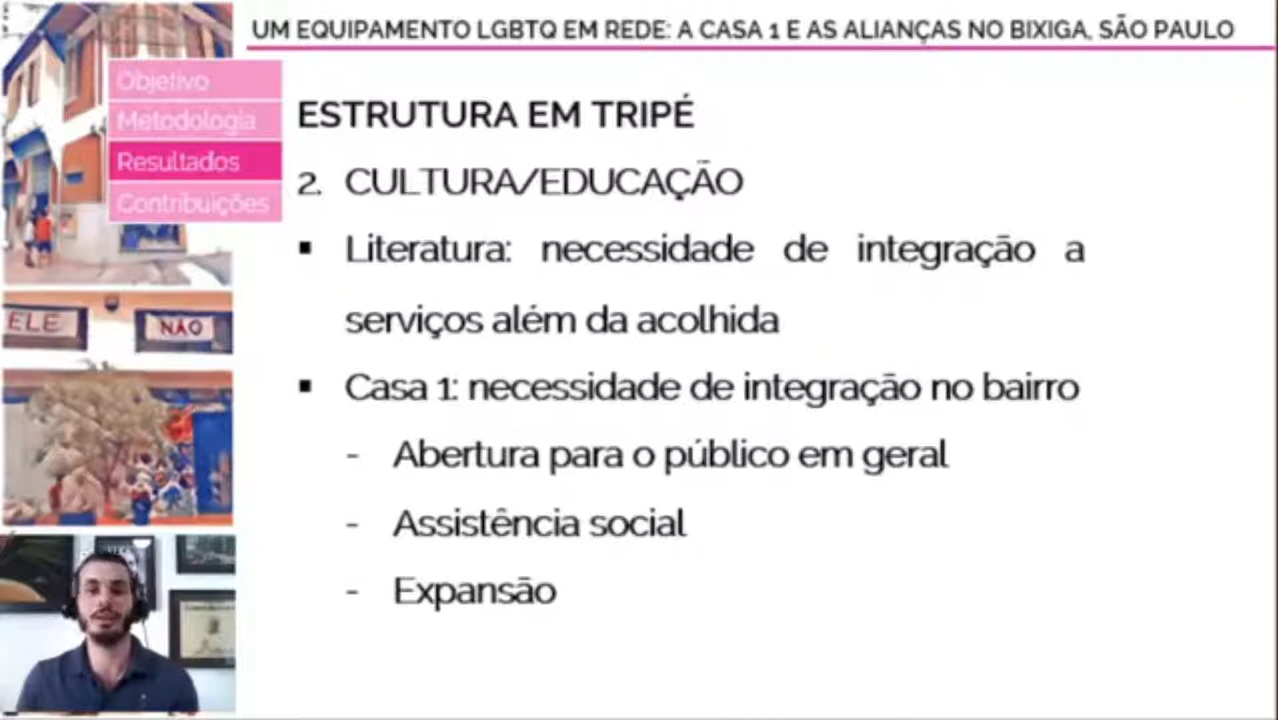 UM EQUIPAMENTO LGBTQ EM REDE: A CASA 1 E AS ALIANÇAS NO BIXIGA, SÃO PAULO
Objetivo
Metodologia
Resultados
Contribuições
ESTRUTURA EM TRIPÉ
2. CULTURA/EDUCAÇÃO
▪ Literatura: necessidade de integração a
serviços além da acolhida
▪ Casa 1: necessidade de integração no bairro
- Abertura para o público em geral
- Assistência social
- Expansão
ELE NÃO